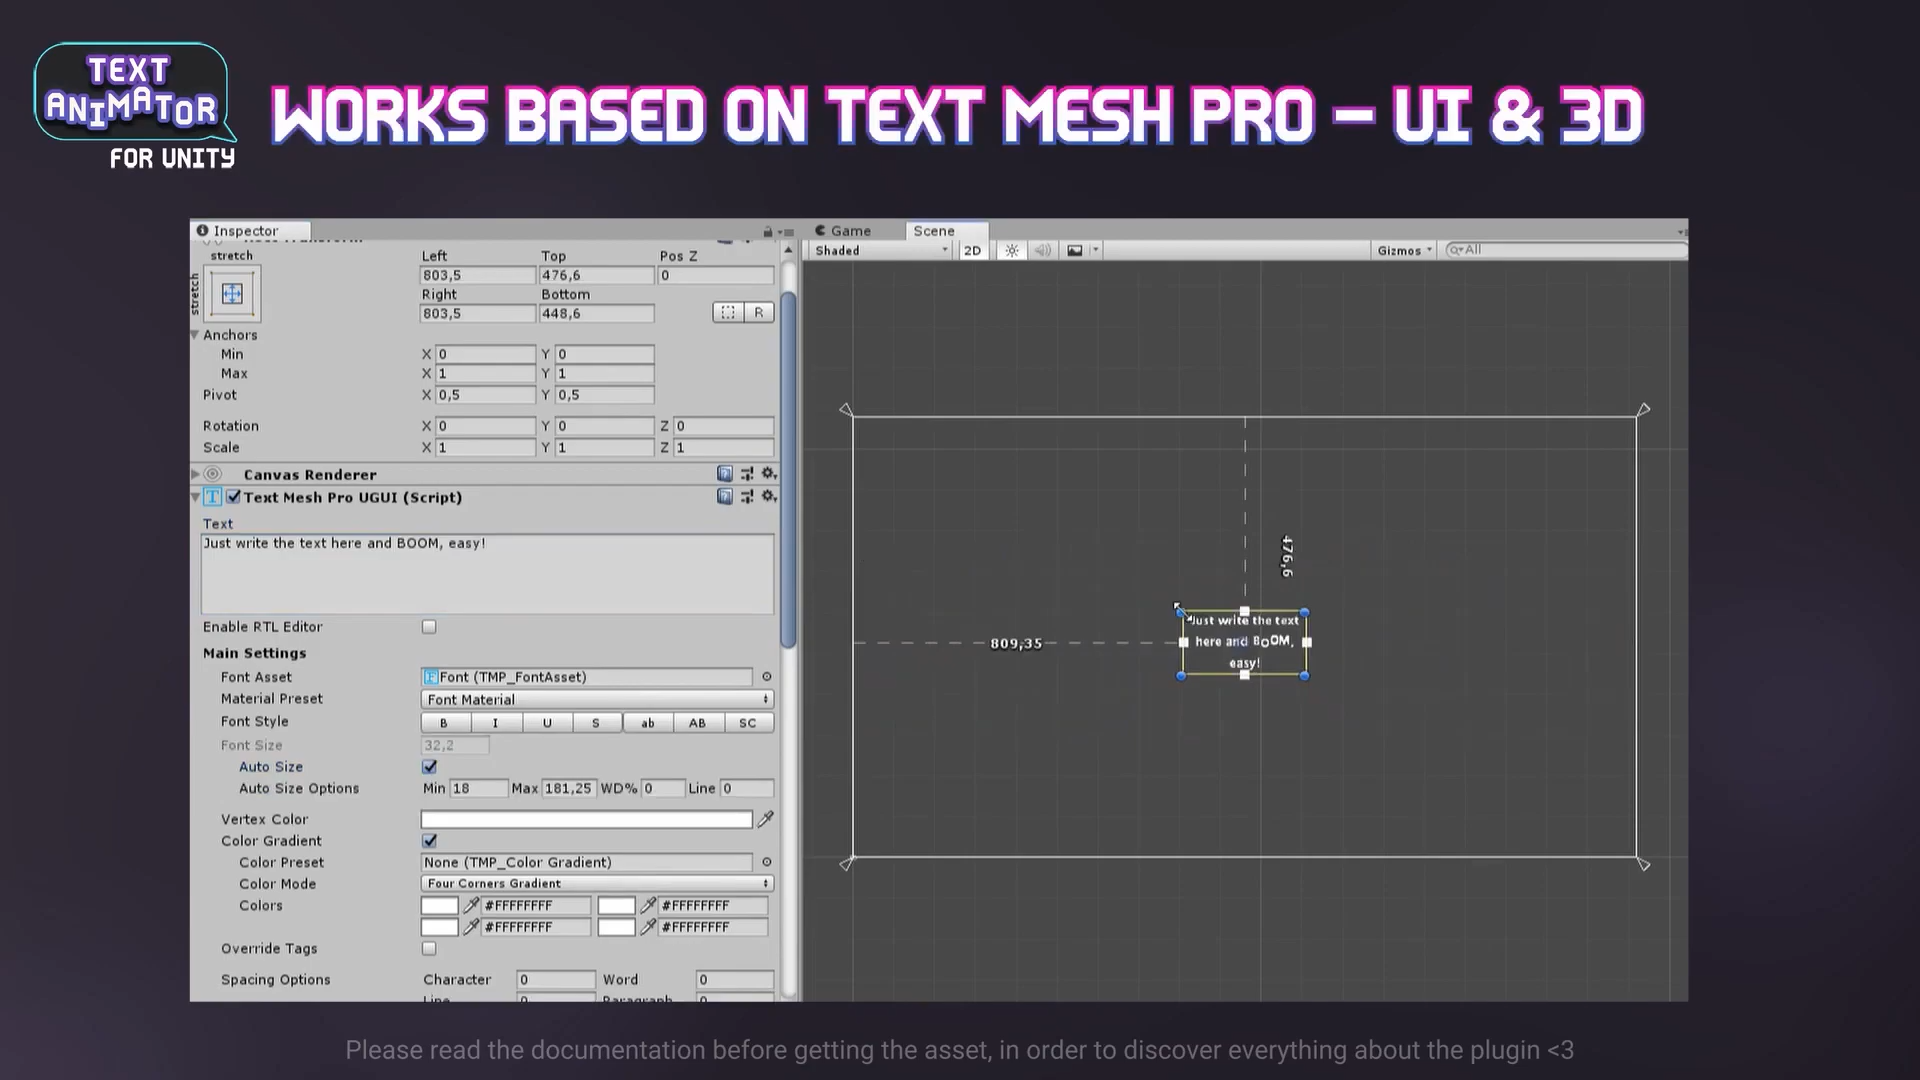 TEXT
ANIMATOR
FOR UNITY
WORKS BASED ON TEXT MESH PRO - UI & 3D
Inspector
stretch
stretch
Left Top Pos Z
803,5 476,6 0
Right Bottom
803,5 448,6
R
Anchors
Min X 0 Y 0
Max X 1 Y 1
Pivot X 0,5 Y 0,5
Rotation X 0 Y 0 Z 0
Scale X 1 Y 1 Z 1
Canvas Renderer
Text Mesh Pro UGUI (Script)
Text
Just write the text here and BOOM, easy!
Enable RTL Editor
Main Settings
Font Asset Font (TMP_FontAsset)
Material Preset Font Material
Font Style B I U S ab AB SC
Font Size 32,2
Auto Size
Auto Size Options Min 18 Max 181,25 WD% 0 Line 0
Vertex Color
Color Gradient
Color Preset None (TMP_Color Gradient)
Color Mode Four Corners Gradient
Colors #FFFFFFFF #FFFFFFFF
#FFFFFFFF #FFFFFFFF
Override Tags
Spacing Options Character 0 Word 0
Line 0 Paragraph 0
Game Scene
Shaded 2D Gizmos All
476,6
809,35
Just write the text
here and BOOM,
easy!
Please read the documentation before getting the asset, in order to discover everything about the plugin <3